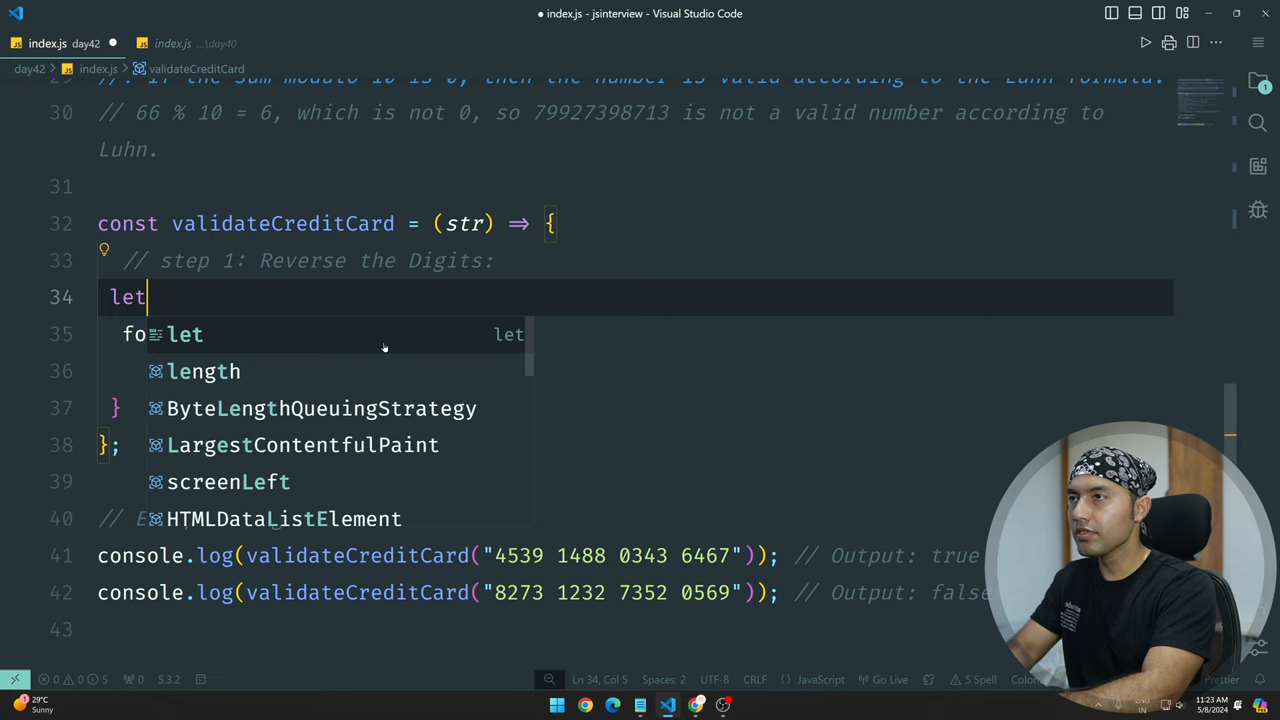 ● index.js - jsinterview - Visual Studio Code
index.js day42 ●
index.js ...\day40
day42 > index.js > validateCreditCard
29 //. If the Sum modulo 10 is 0, then the number is valid according to the Luhn formula.
30 // 66 % 10 = 6, which is not 0, so 79927398713 is not a valid number according to
Luhn.
31
32 const validateCreditCard = (str) => {
33 // step 1: Reverse the Digits:
34 let
let let
35 fo
36 length
37 } ByteLengthQueuingStrategy
38 }; LargestContentfulPaint
39 screenLeft
40 // E HTMLDataListElement
41 console.log(validateCreditCard("4539 1488 0343 6467")); // Output: true
42 console.log(validateCreditCard("8273 1232 7352 0569")); // Output: false
43
0 0 5 0 5.3.2
Ln 34, Col 5 Spaces: 2 UTF-8 CRLF {} JavaScript Go Live 5 Spell Prettier
29°C
Sunny
IN
11:23 AM
5/8/2024